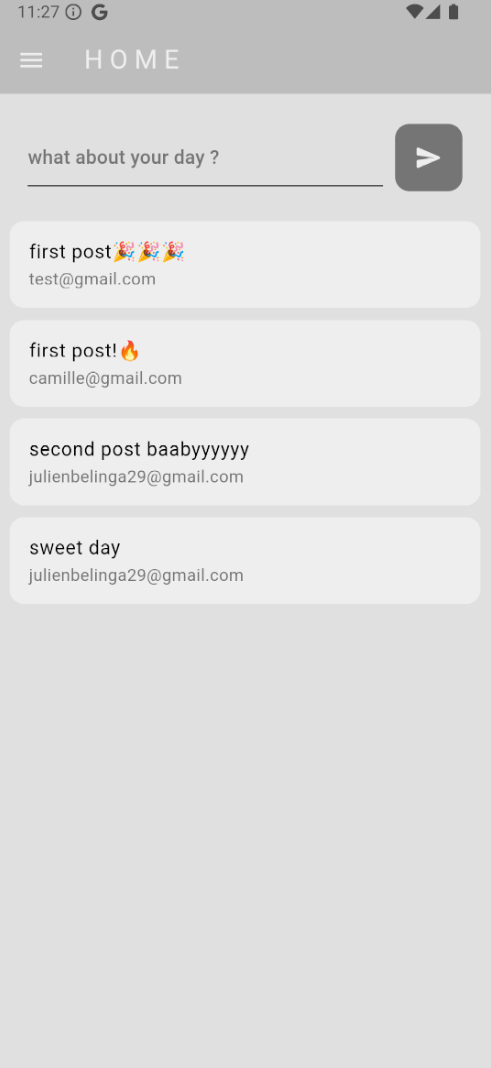 11:27
HOME
what about your day ?
first post🎉🎉🎉
test@gmail.com
first post!🔥
camille@gmail.com
second post baabyyyyyy
julienbelinga29@gmail.com
sweet day
julienbelinga29@gmail.com